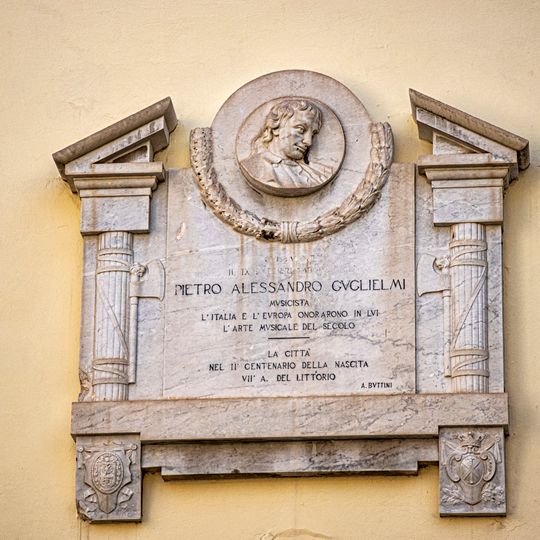 PIETRO ALESSANDRO GVGLIELMI
MVSICISTA
L'ITALIA E L'EVROPA ONORARONO IN LVI
L'ARTE MVSICALE DEL SECOLO
LA CITTÀ
NEL II° CENTENARIO DELLA NASCITA
VII° A. DEL LITTORIO
A. BVTTINI